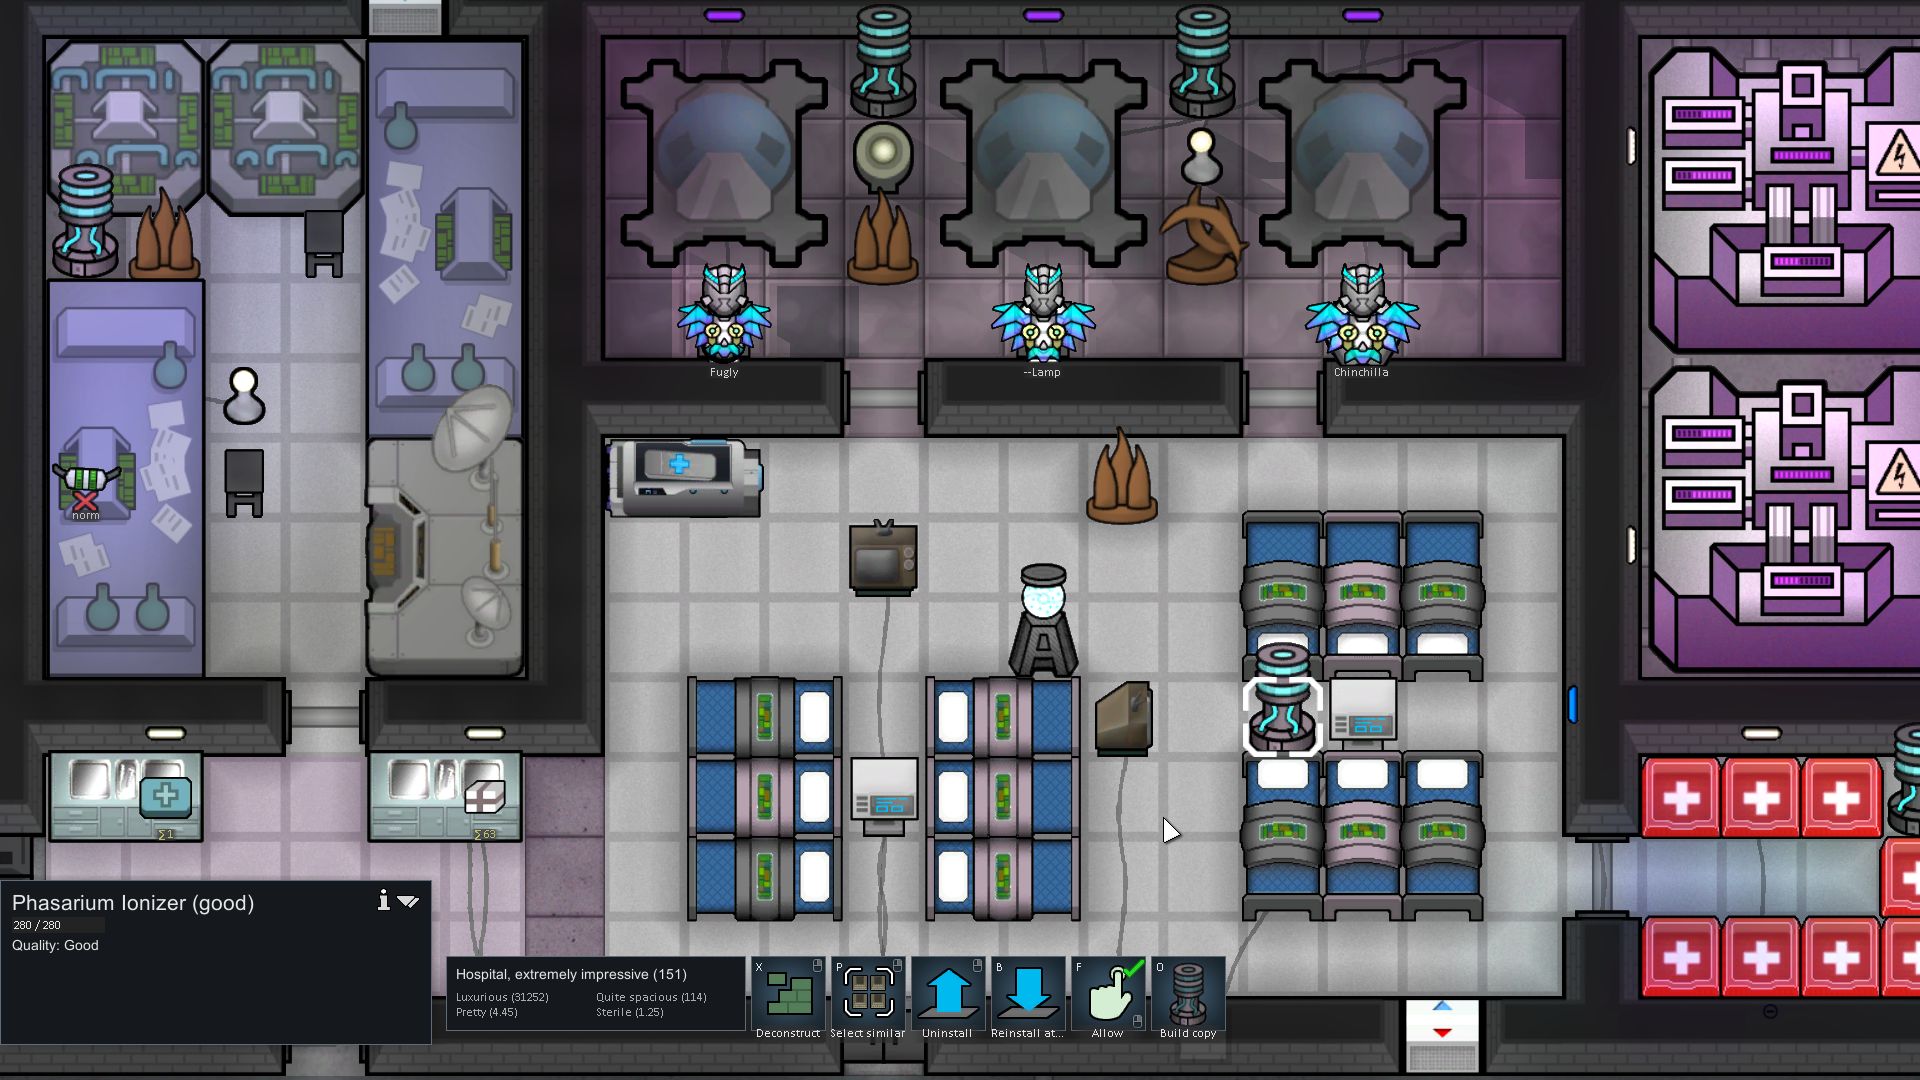 Fugly
--Lamp
Chinchilla
norm
Σ1
Σ63
Phasarium Ionizer (good)
280 / 280
Quality: Good
Hospital, extremely impressive (151)
Luxurious (31252)
Quite spacious (114)
Pretty (4.45)
Sterile (1.25)
X
Deconstruct
P
Select similar
Uninstall
B
Reinstall at...
F
Allow
O
Build copy